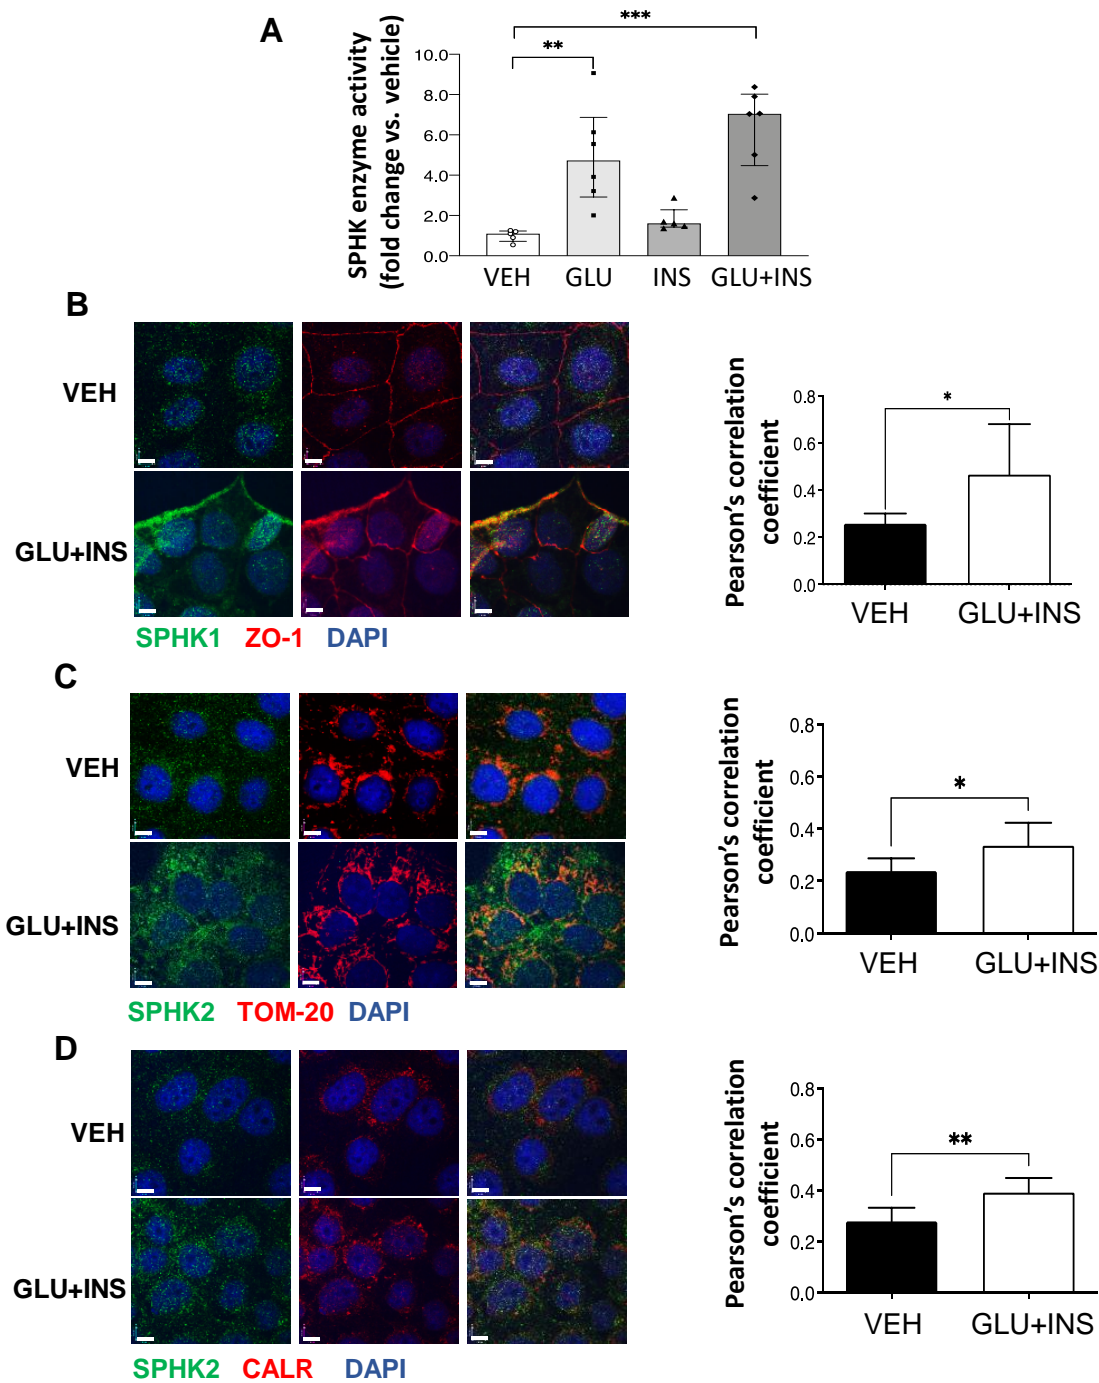 A
SPHK enzyme activity
(fold change vs. vehicle)
10.0
8.0
6.0
4.0
2.0
0.0
**
***
VEH GLU INS GLU+INS
B
VEH
GLU+INS
SPHK1 ZO-1 DAPI
Pearson's correlation
coefficient
0.8
0.6
0.4
0.2
0.0
*
VEH GLU+INS
C
VEH
GLU+INS
SPHK2 TOM-20 DAPI
Pearson's correlation
coefficient
0.8
0.6
0.4
0.2
0.0
*
VEH GLU+INS
D
VEH
GLU+INS
SPHK2 CALR DAPI
Pearson's correlation
coefficient
0.8
0.6
0.4
0.2
0.0
**
VEH GLU+INS